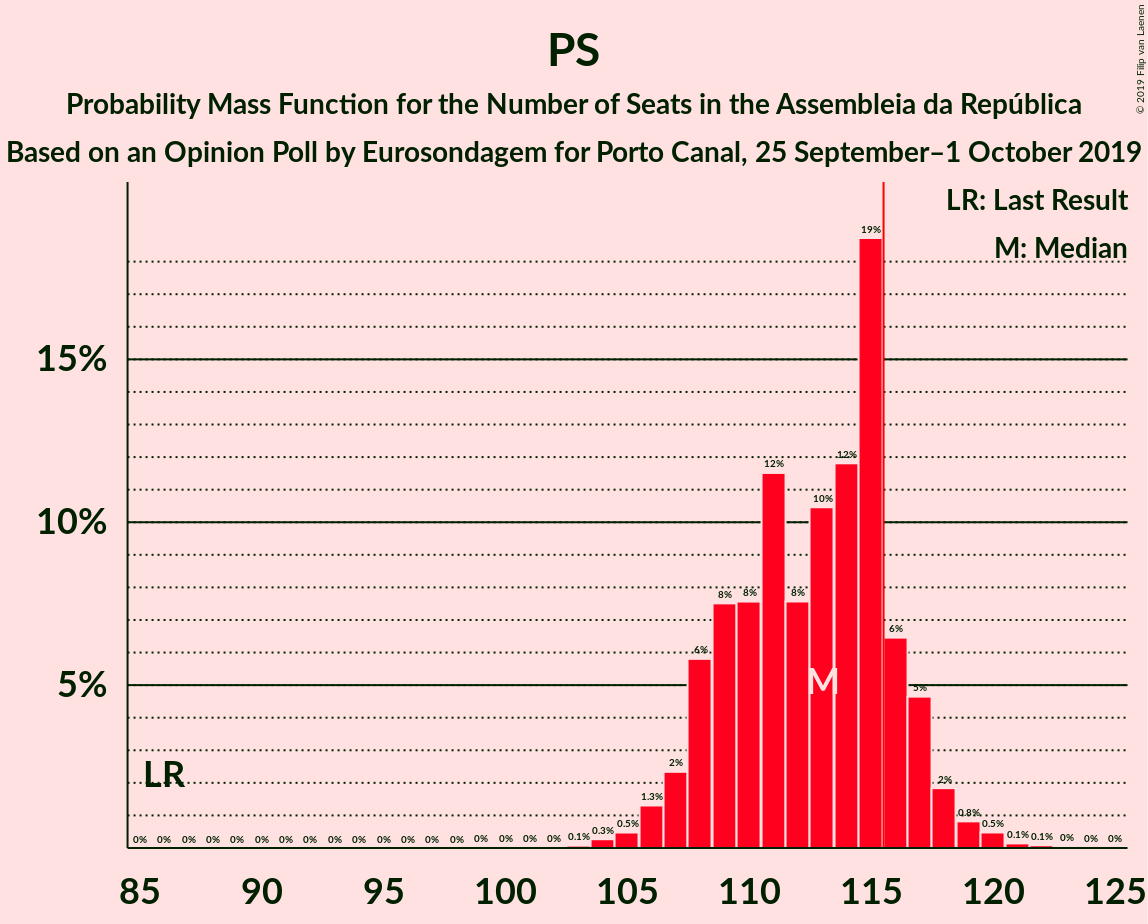 PS
Probability Mass Function for the Number of Seats in the Assembleia da República
Based on an Opinion Poll by Eurosondagem for Porto Canal, 25 September–1 October 2019
© 2019 Filip van Laenen
LR: Last Result
M: Median
15%
10%
5%
19%
12%
12%
10%
8%
8%
8%
6%
6%
5%
M
LR
2%
2%
1.3%
0.8%
0% 0% 0% 0% 0% 0% 0% 0% 0% 0% 0% 0% 0% 0% 0% 0% 0% 0% 0.1% 0.3% 0.5% 0.5% 0.1% 0.1% 0% 0% 0%
85 90 95 100 105 110 115 120 125